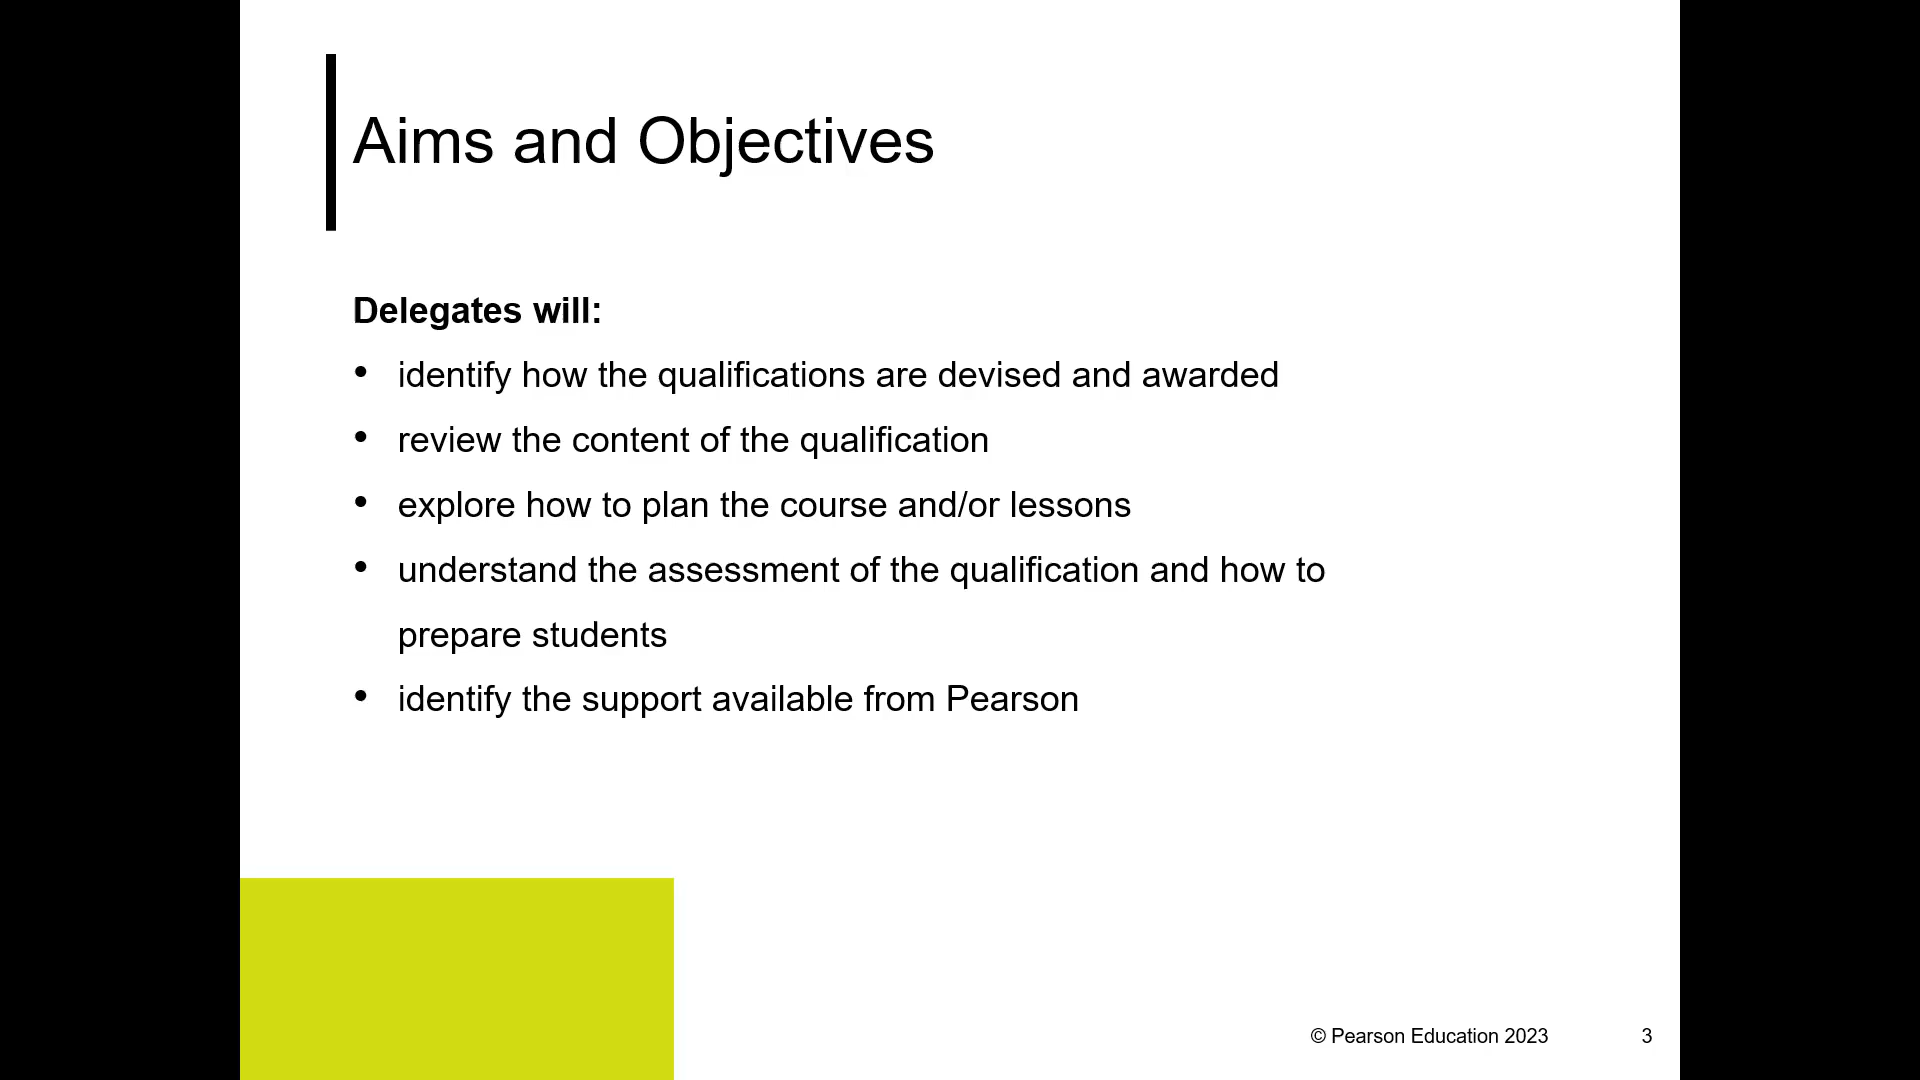 Aims and Objectives
Delegates will:
• identify how the qualifications are devised and awarded
• review the content of the qualification
• explore how to plan the course and/or lessons
• understand the assessment of the qualification and how to
prepare students
• identify the support available from Pearson
© Pearson Education 2023
3